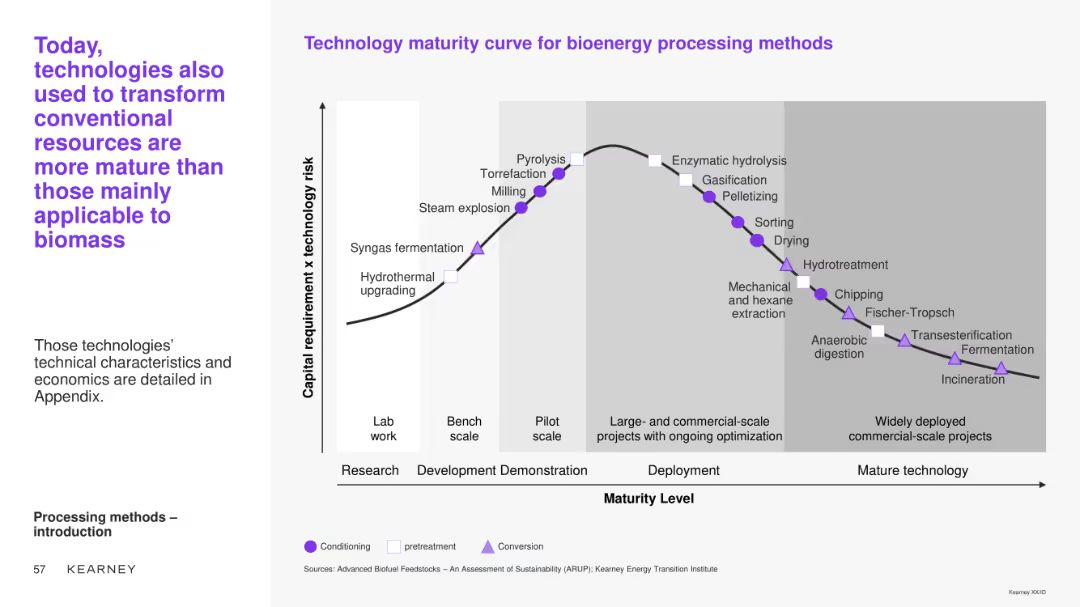 Today,
technologies also
used to transform
conventional
resources are
more mature than
those mainly
applicable to
biomass
Those technologies'
technical characteristics and
economics are detailed in
Appendix.
Processing methods –
introduction
57 KEARNEY
Technology maturity curve for bioenergy processing methods
Capital requirement x technology risk
Pyrolysis
Torrefaction
Milling
Steam explosion
Syngas fermentation
Hydrothermal
upgrading
Enzymatic hydrolysis
Gasification
Pelletizing
Sorting
Drying
Hydrotreatment
Mechanical
and hexane
extraction
Chipping
Fischer-Tropsch
Anaerobic
digestion
Transesterification
Fermentation
Incineration
Lab
work
Bench
scale
Pilot
scale
Large- and commercial-scale
projects with ongoing optimization
Widely deployed
commercial-scale projects
Research Development Demonstration Deployment Mature technology
Maturity Level
Conditioning pretreatment Conversion
Sources: Advanced Biofuel Feedstocks – An Assessment of Sustainability (ARUP); Kearney Energy Transition Institute